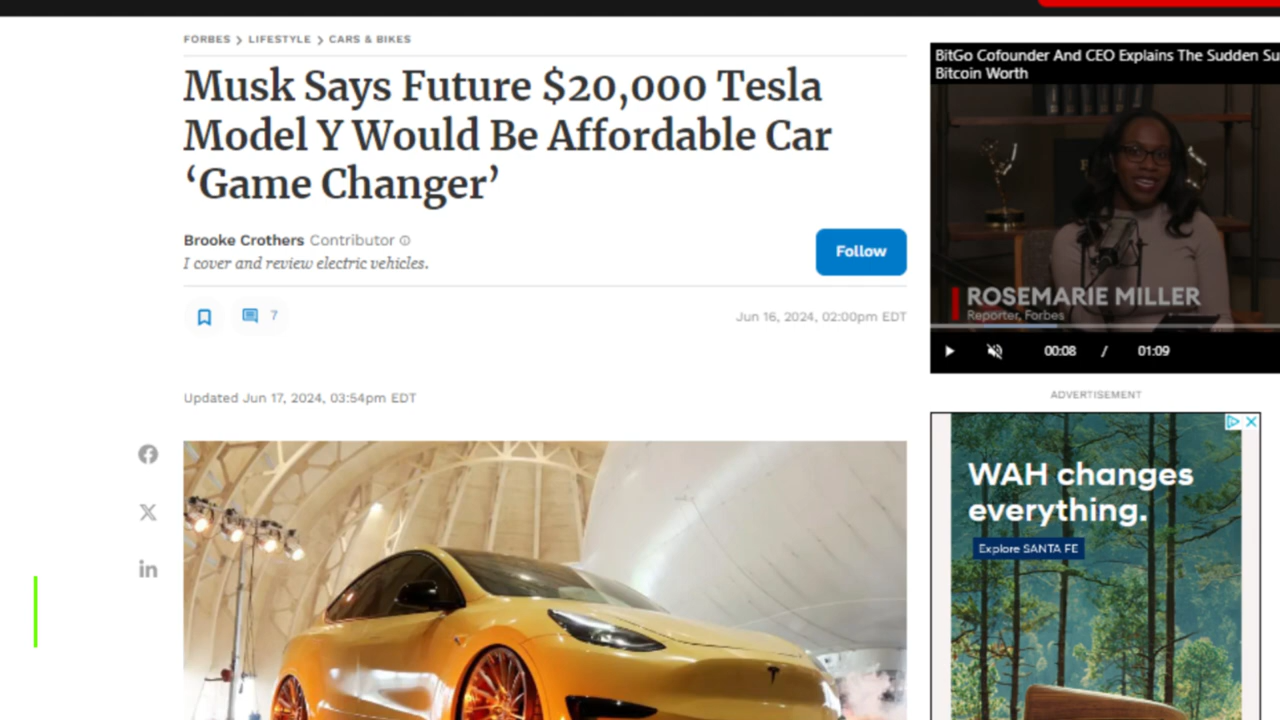 FORBES > LIFESTYLE > CARS & BIKES
Musk Says Future $20,000 Tesla
Model Y Would Be Affordable Car
‘Game Changer’
Brooke Crothers Contributor
I cover and review electric vehicles.
Follow
7
Jun 16, 2024, 02:00pm EDT
Updated Jun 17, 2024, 03:54pm EDT
BitGo Cofounder And CEO Explains The Sudden Su
Bitcoin Worth
ROSEMARIE MILLER
Reporter, Forbes
00:08 / 01:09
ADVERTISEMENT
WAH changes
everything.
Explore SANTA FE